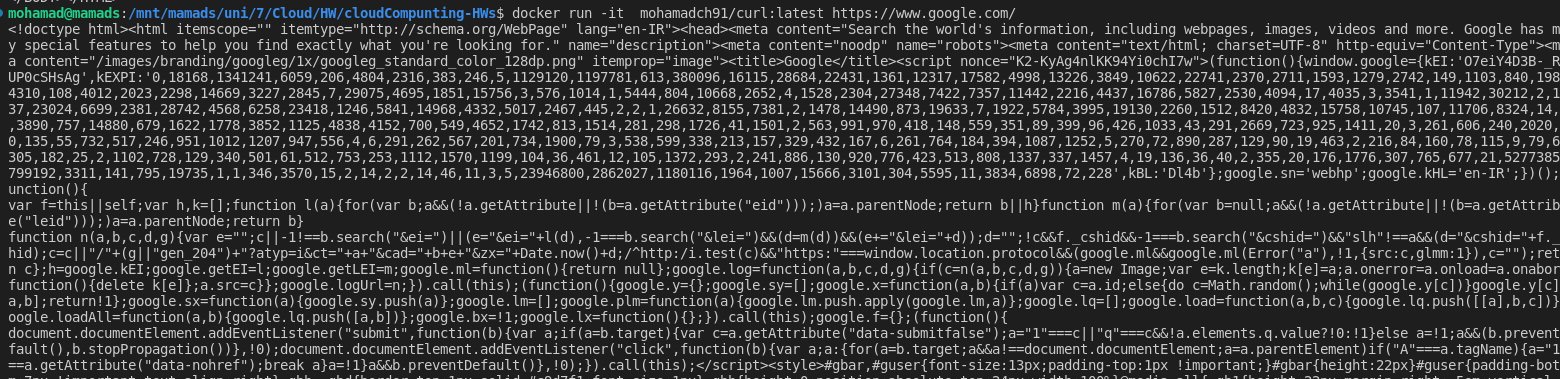 mohamad@mamads:/mnt/mamads/uni/7/Cloud/HW/cloudCompunting-HWs$ docker run -it  mohamadch91/curl:latest https://www.google.com/
<!doctype html><html itemscope="" itemtype="http://schema.org/WebPage" lang="en-IR"><head><meta content="Search the world's information, including webpages, images, videos and more. Google has m
y special features to help you find exactly what you're looking for." name="description"><meta content="noodp" name="robots"><meta content="text/html; charset=UTF-8" http-equiv="Content-Type"><m
a content="/images/branding/googleg/1x/googleg_standard_color_128dp.png" itemprop="image"><title>Google</title><script nonce="K2-KyAg4nlKK94Yi0chI7w">(function(){window.google={kEI:'O7eiY4D3B-_R
UP0cSHsAg',kEXPI:'0,18168,1341241,6059,206,4804,2316,383,246,5,1129120,1197781,613,380096,16115,28684,22431,1361,12317,17582,4998,13226,3849,10622,22741,2370,2711,1593,1279,2742,149,1103,840,198
4310,108,4012,2023,2298,14669,3227,2845,7,29075,4695,1851,15756,3,576,1014,1,5444,804,10668,2652,4,1528,2304,27348,7422,7357,11442,2216,4437,16786,5827,2530,4094,17,4035,3,3541,1,11942,30212,2,1
37,23024,6699,2381,28742,4568,6258,23418,1246,5841,14968,4332,5017,2467,445,2,2,1,26632,8155,7381,2,1478,14490,873,19633,7,1922,5784,3995,19130,2260,1512,8420,4832,15758,10745,107,11706,8324,14
,3890,757,14880,679,1622,1778,3852,1125,4838,4152,700,549,4652,1742,813,1514,281,298,1726,41,1501,2,563,991,970,418,148,559,351,89,399,96,426,1033,43,291,2669,723,925,1411,20,3,261,606,240,2020,
0,135,55,732,517,246,951,1012,1207,947,556,4,6,291,262,567,201,734,1900,79,3,538,599,338,213,157,329,432,167,6,261,764,184,394,1087,1252,5,270,72,890,287,129,90,19,463,2,216,84,160,78,115,9,79,6
305,182,25,2,1102,728,129,340,501,61,512,753,253,1112,1570,1199,104,36,461,12,105,1372,293,2,241,886,130,920,776,423,513,808,1337,337,1457,4,19,136,36,40,2,355,20,176,1776,307,765,677,21,5277385
799192,3311,141,795,19735,1,1,346,3570,15,2,14,2,2,14,46,11,3,5,23946800,2862027,1180116,1964,1007,15666,3101,304,5595,11,3834,6898,72,228',kBL:'Dl4b'};google.sn='webhp';google.kHL='en-IR';})();
unction(){
var f=this||self;var h,k=[];function l(a){for(var b;a&&(!a.getAttribute||!(b=a.getAttribute("eid")));)a=a.parentNode;return b||h}function m(a){for(var b=null;a&&(!a.getAttribute||!(b=a.getAttrib
e("leid")));)a=a.parentNode;return b}
function n(a,b,c,d,g){var e="";c||-1!==b.search("&ei=")||(e="&ei="+l(d),-1===b.search("&lei=")&&(d=m(d))&&(e+="&lei="+d));d="";!c&&f._cshid&&-1===b.search("&cshid=")&&"slh"!==a&&(d="&cshid="+f._
hid);c=c||"/"+(g||"gen_204")+"?atyp=i&ct="+a+"&cad="+b+e+"&zx="+Date.now()+d;/^http:/i.test(c)&&"https:"===window.location.protocol&&(google.ml&&google.ml(Error("a"),!1,{src:c,glmm:1}),c="");ret
n c};h=google.kEI;google.getEI=l;google.getLEI=m;google.ml=function(){return null};google.log=function(a,b,c,d,g){if(c=n(a,b,c,d,g)){a=new Image;var e=k.length;k[e]=a;a.onerror=a.onload=a.onabor
function(){delete k[e]};a.src=c}};google.logUrl=n;}).call(this);(function(){google.y={};google.sy=[];google.x=function(a,b){if(a)var c=a.id;else{do c=Math.random();while(google.y[c])}google.y[c]
a,b];return!1};google.sx=function(a){google.sy.push(a)};google.lm=[];google.plm=function(a){google.lm.push.apply(google.lm,a)};google.lq=[];google.load=function(a,b,c){google.lq.push([[a],b,c])}
oogle.loadAll=function(a,b){google.lq.push([a,b])};google.bx=!1;google.lx=function(){};}).call(this);google.f={};(function(){
document.documentElement.addEventListener("submit",function(b){var a;if(a=b.target){var c=a.getAttribute("data-submitfalse");a="1"===c||"q"===c&&!a.elements.q.value?!0:!1}else a=!1;a&&(b.prevent
fault(),b.stopPropagation())},!0);document.documentElement.addEventListener("click",function(b){var a;a:{for(a=b.target;a&&a!==document.documentElement;a=a.parentElement)if("A"===a.tagName){a="1
==a.getAttribute("data-nohref");break a}a=!1}a&&b.preventDefault()},!0);}).call(this);</script><style>#gbar,#guser{font-size:13px;padding-top:1px !important;}#gbar{height:22px}#guser{padding-bot